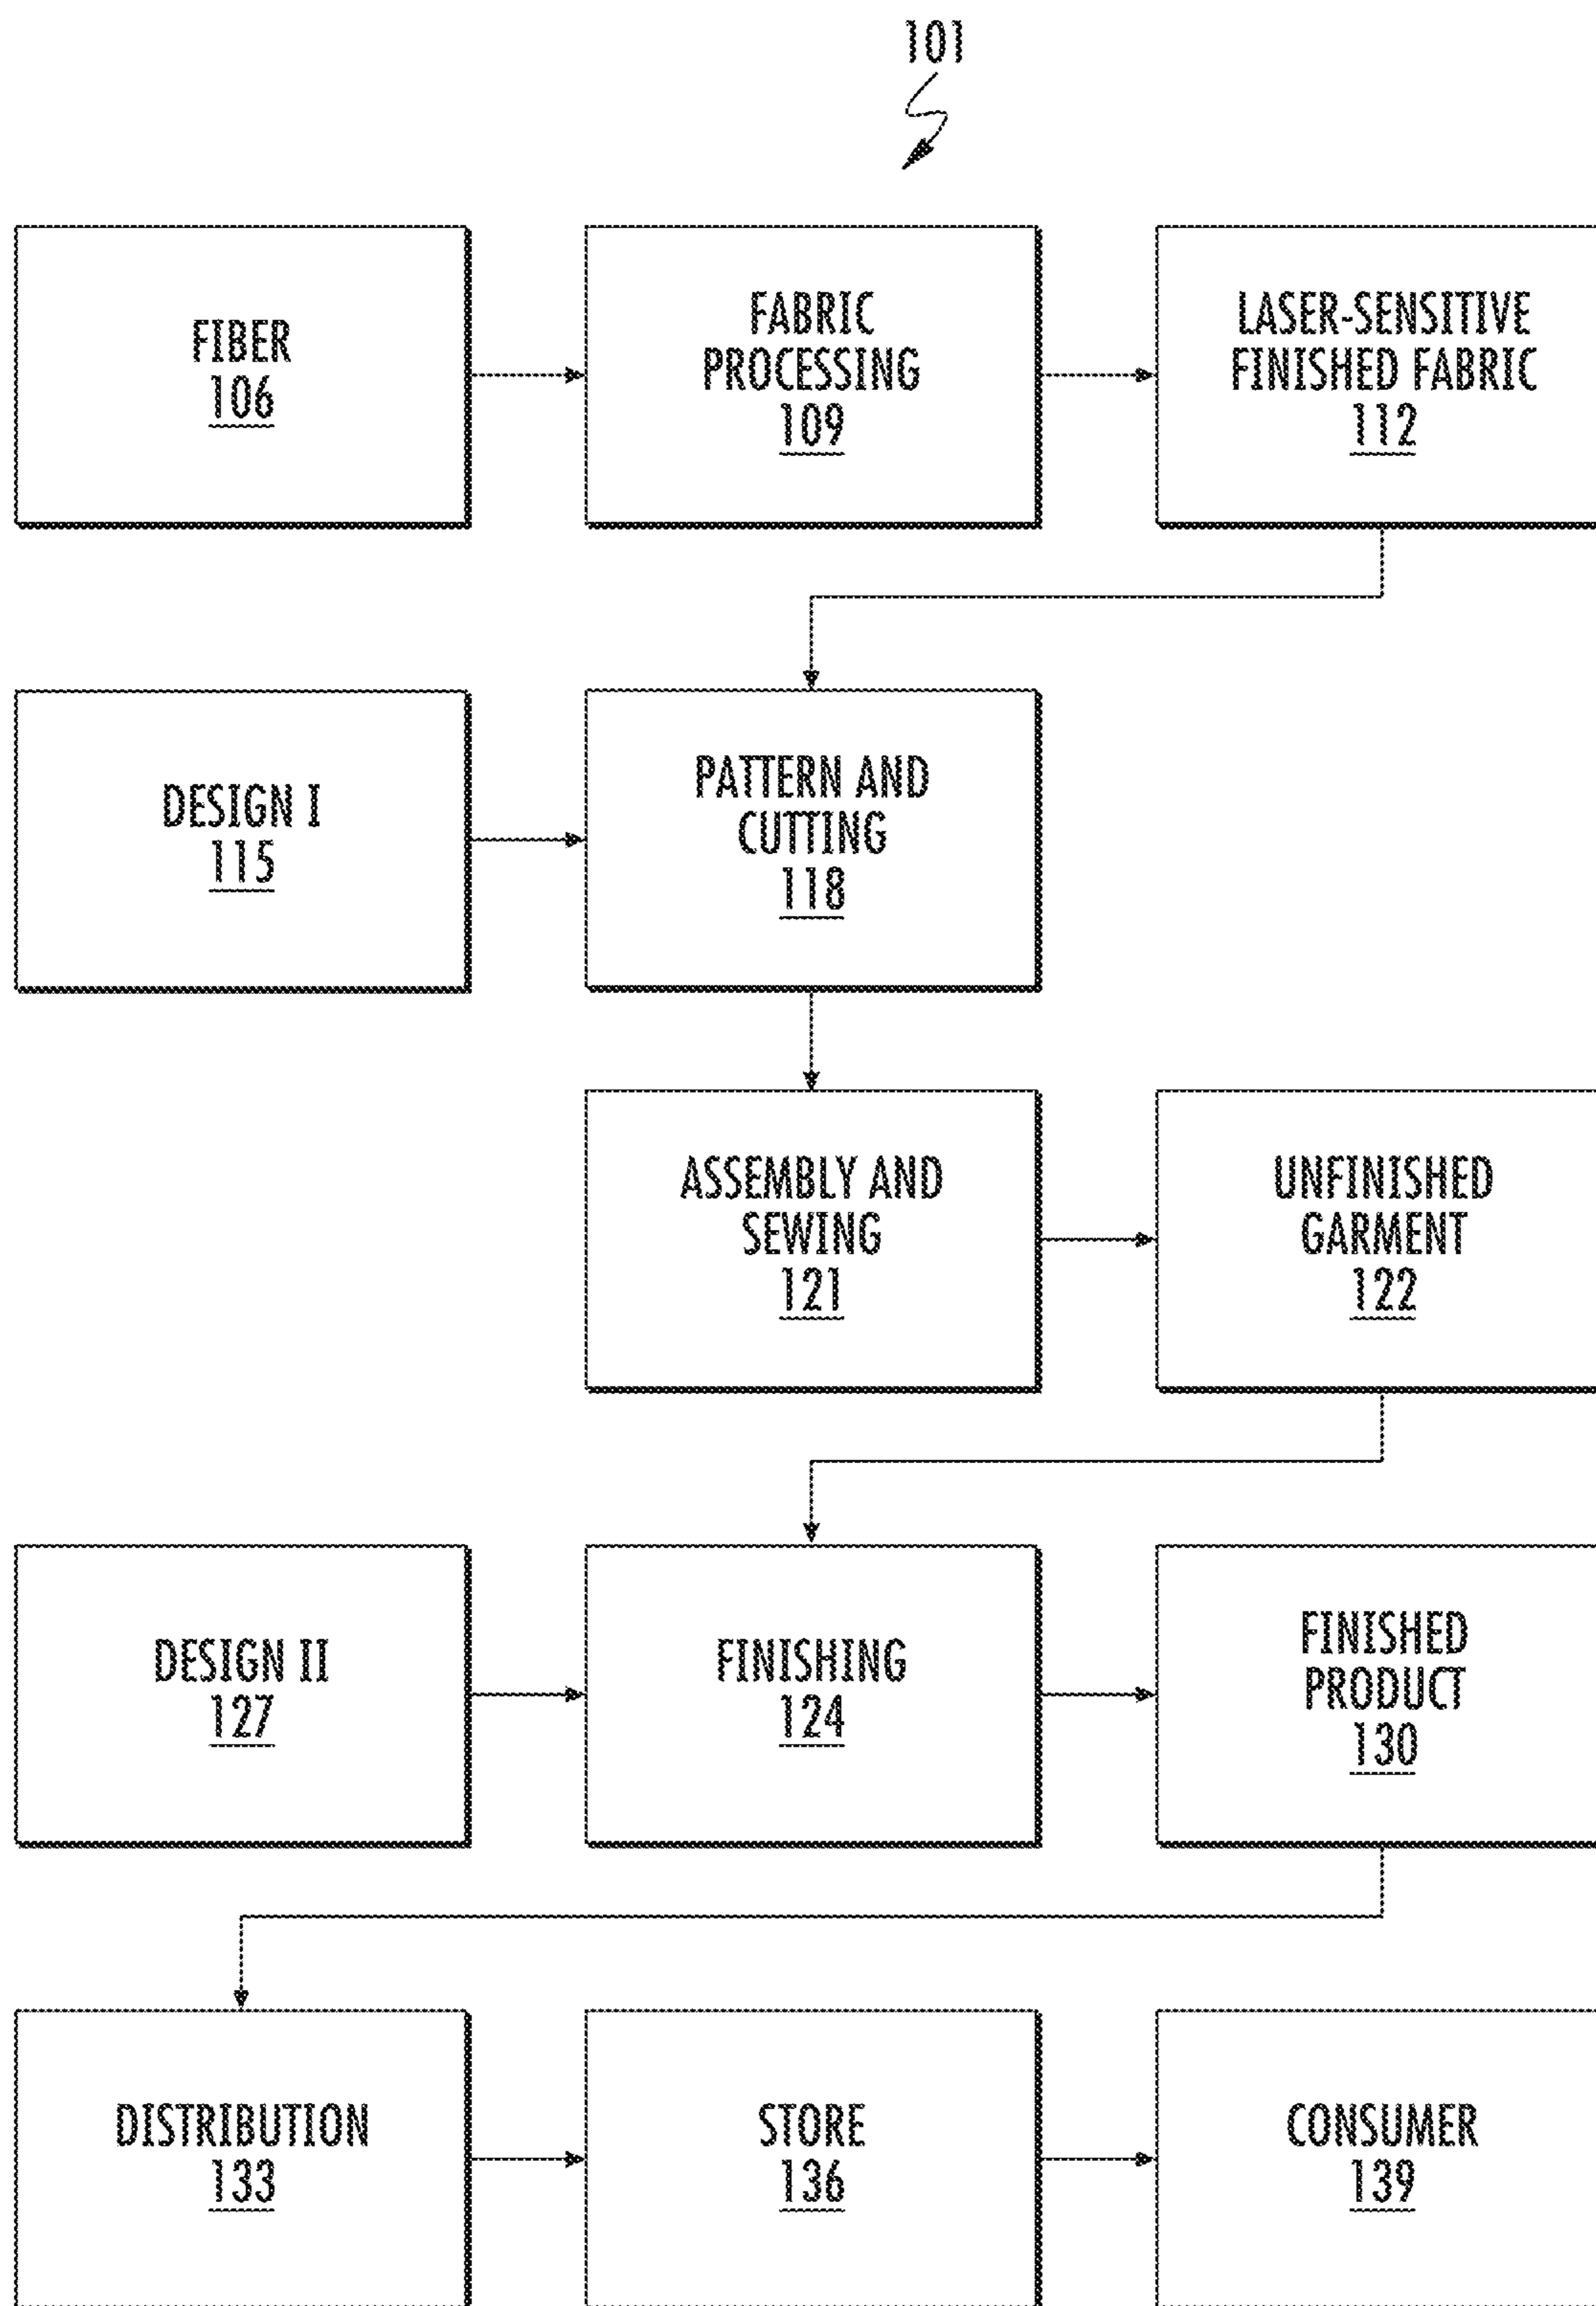 101
FIBER
106
FABRIC
PROCESSING
109
LASER-SENSITIVE
FINISHED FABRIC
112
DESIGN I
115
PATTERN AND
CUTTING
118
ASSEMBLY AND
SEWING
121
UNFINISHED
GARMENT
122
DESIGN II
127
FINISHING
124
FINISHED
PRODUCT
130
DISTRIBUTION
133
STORE
136
CONSUMER
139